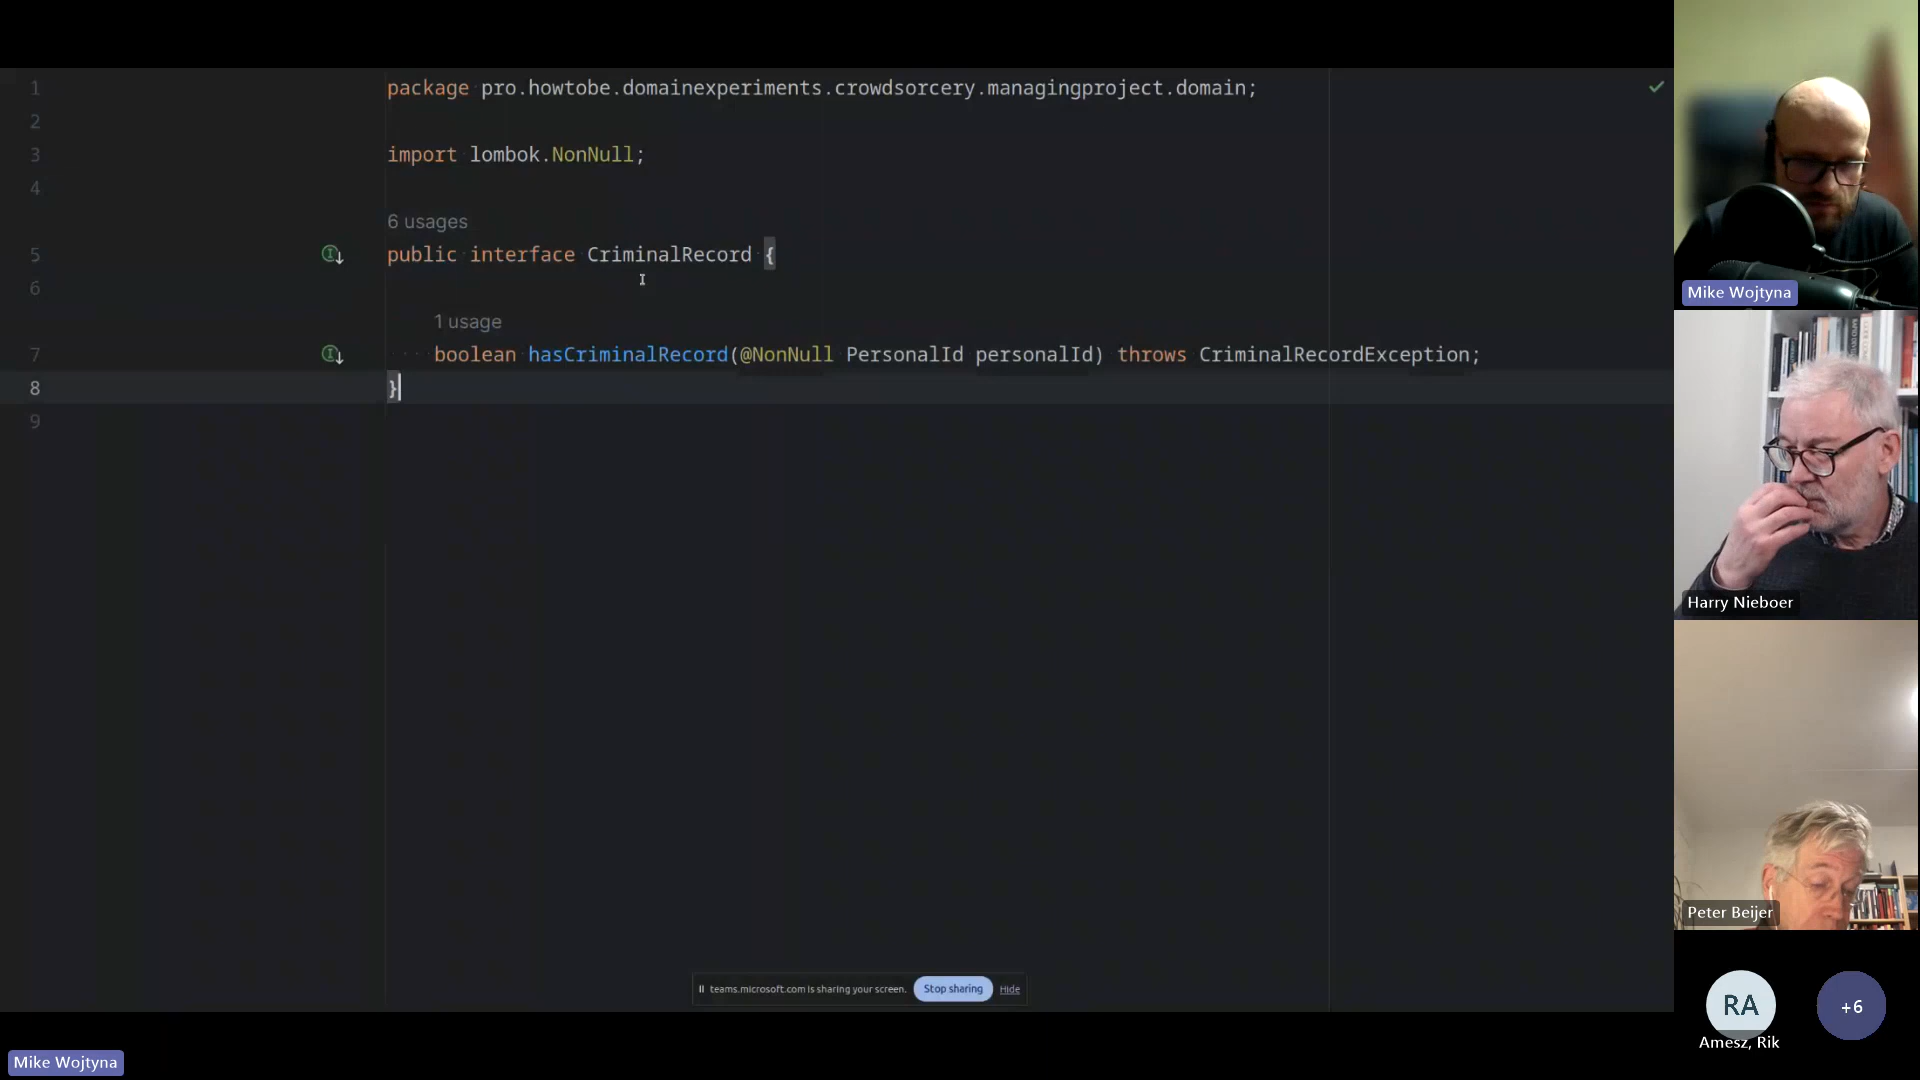 1 package pro.howtobe.domainexperiments.crowdsorcery.managingproject.domain;
2
3 import lombok.NonNull;
4
6 usages
5 public interface CriminalRecord {
6
1 usage
7 boolean hasCriminalRecord(@NonNull PersonalId personalId) throws CriminalRecordException;
8 }
9
teams.microsoft.com is sharing your screen. Stop sharing Hide
Mike Wojtyna
Mike Wojtyna
Harry Nieboer
Peter Beijer
RA
Amesz, Rik
+6